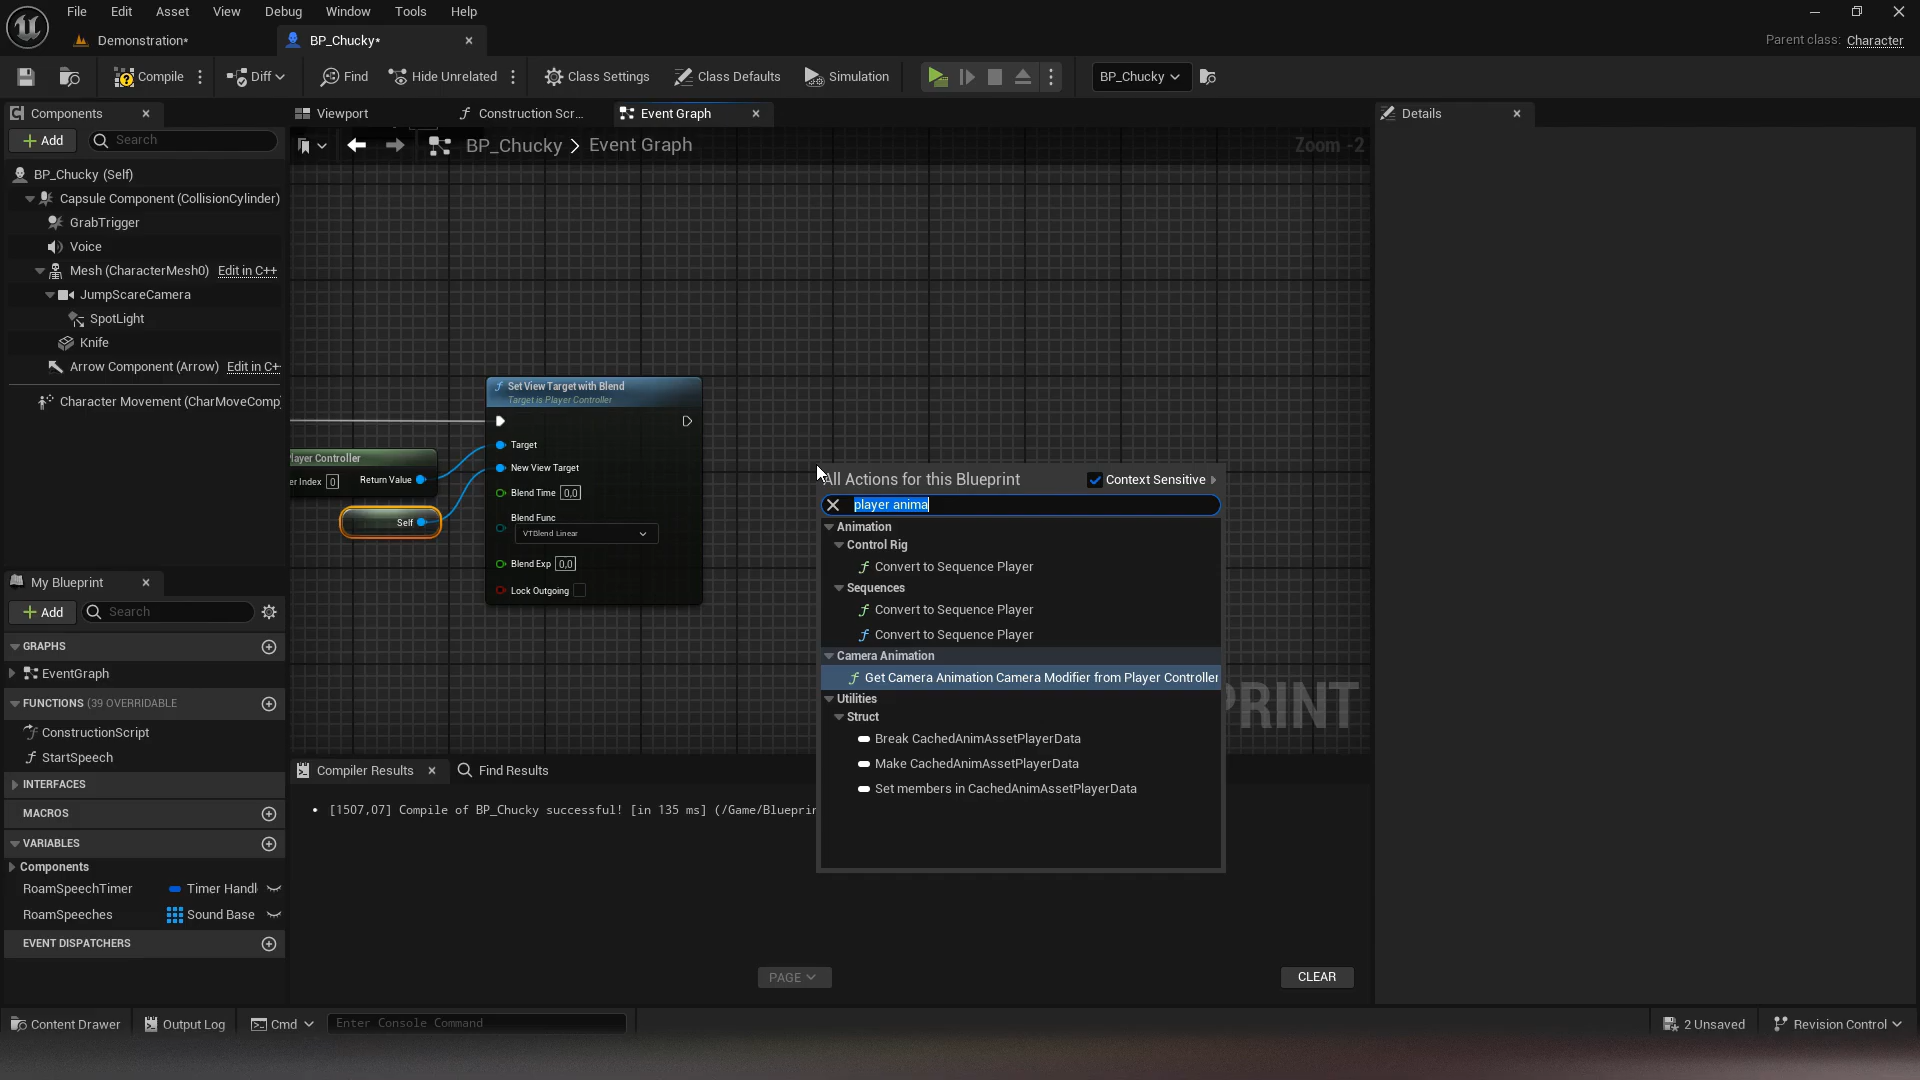 File Edit Asset View Debug Window Tools Help
Demonstration*
BP_Chucky*
Parent class: Character
Compile
Diff
Find
Hide Unrelated
Class Settings
Class Defaults
Simulation
BP_Chucky
Components
Viewport
Construction Scr...
Event Graph
Details
Add
Search
BP_Chucky > Event Graph
Zoom -2
BP_Chucky (Self)
Capsule Component (CollisionCylinder)
GrabTrigger
Voice
Mesh (CharacterMesh0) Edit in C++
JumpScareCamera
SpotLight
Knife
Arrow Component (Arrow) Edit in C+
Character Movement (CharMoveComp
Set View Target with Blend
Target is Player Controller
Target
New View Target
Blend Time 0,0
Blend Func
VTBlend Linear
Blend Exp 0,0
Lock Outgoing
layer Controller
er Index 0
Return Value
Self
All Actions for this Blueprint
Context Sensitive
player anima
Animation
Control Rig
Convert to Sequence Player
Sequences
Convert to Sequence Player
Convert to Sequence Player
Camera Animation
Get Camera Animation Camera Modifier from Player Controller
Utilities
Struct
Break CachedAnimAssetPlayerData
Make CachedAnimAssetPlayerData
Set members in CachedAnimAssetPlayerData
PRINT
My Blueprint
Add
Search
GRAPHS
EventGraph
FUNCTIONS (39 OVERRIDABLE
ConstructionScript
StartSpeech
INTERFACES
MACROS
VARIABLES
Components
RoamSpeechTimer Timer Handl
RoamSpeeches Sound Base
EVENT DISPATCHERS
Compiler Results
Find Results
• [1507,07] Compile of BP_Chucky successful! [in 135 ms] (/Game/Blueprin
PAGE
CLEAR
Content Drawer
Output Log
Cmd
Enter Console Command
2 Unsaved
Revision Control